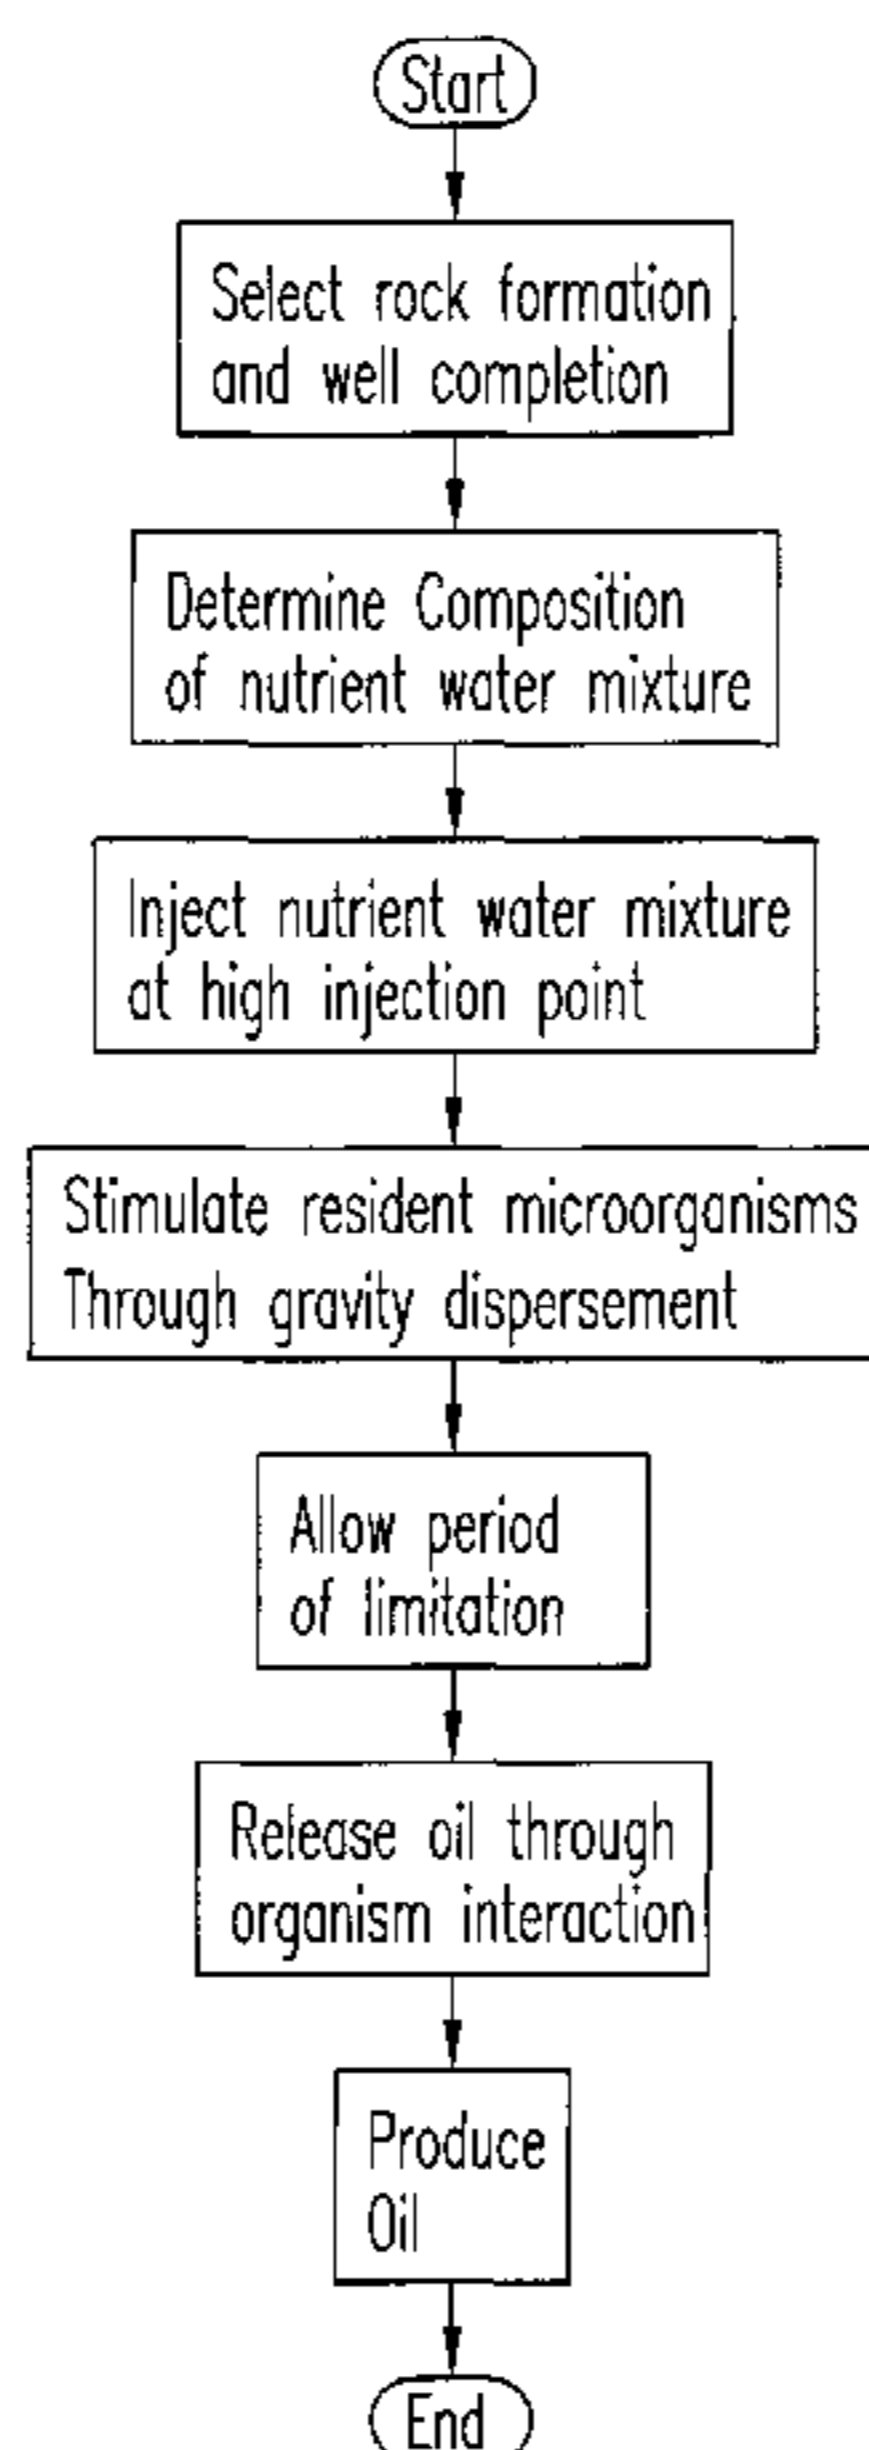 Start
Select rock formation
and well completion
Determine Composition
of nutrient water mixture
Inject nutrient water mixture
at high injection point
Stimulate resident microorganisms
Through gravity dispersement
Allow period
of limitation
Release oil through
organism interaction
Produce
Oil
End